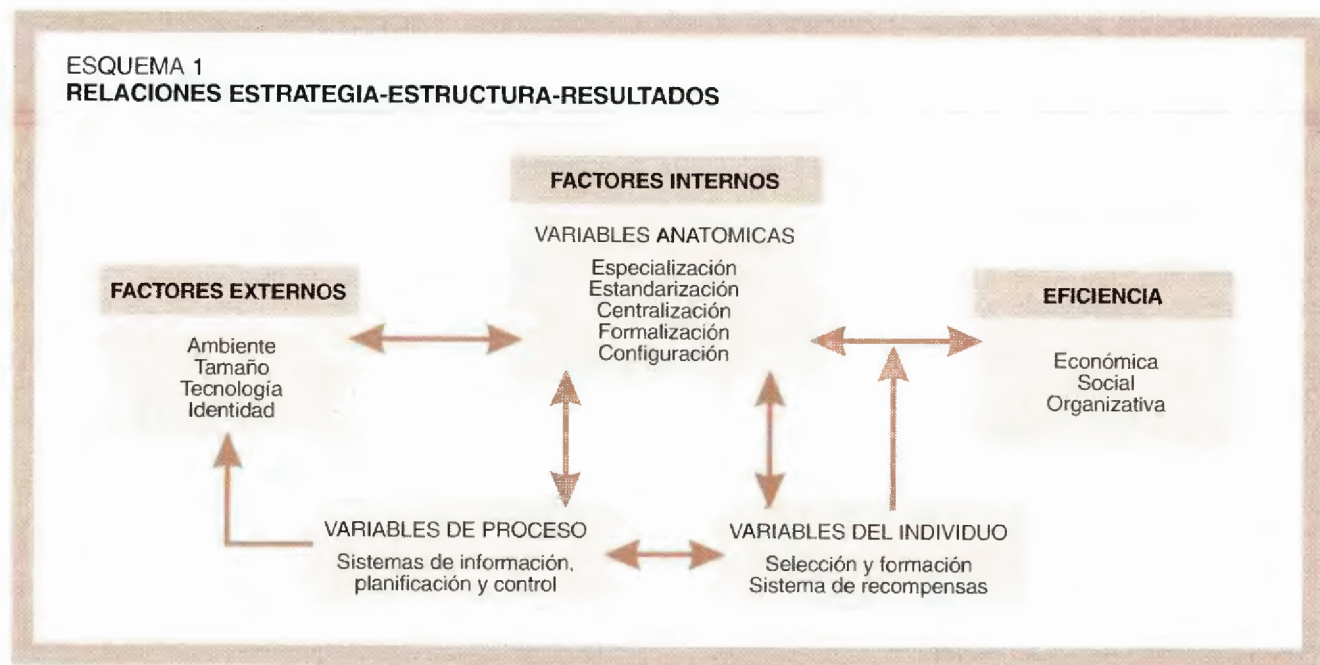 ESQUEMA 1
RELACIONES ESTRATEGIA-ESTRUCTURA-RESULTADOS
FACTORES INTERNOS
VARIABLES ANATOMICAS
Especialización
Estandarización
Centralización
Formalización
Configuración
FACTORES EXTERNOS
Ambiente
Tamaño
Tecnología
Identidad
EFICIENCIA
Económica
Social
Organizativa
VARIABLES DE PROCESO
Sistemas de información,
planificación y control
VARIABLES DEL INDIVIDUO
Selección y formación
Sistema de recompensas